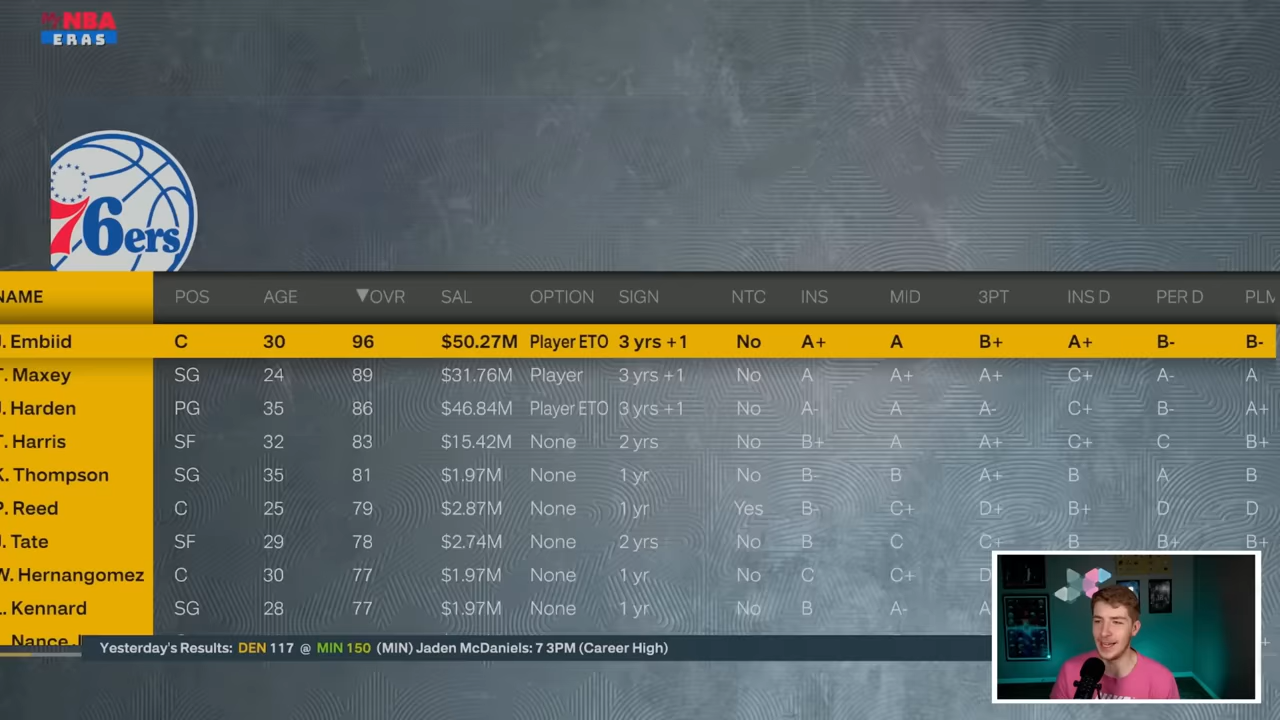 NBA
ERAS
76ers
NAME POS AGE ▼OVR SAL OPTION SIGN NTC INS MID 3PT INS D PER D PLM
J. Embiid C 30 96 $50.27M Player ETO 3 yrs +1 No A+ A B+ A+ B- B-
T. Maxey SG 24 89 $31.76M Player 3 yrs +1 No A A+ A+ C+ A- A
J. Harden PG 35 86 $46.84M Player ETO 3 yrs +1 No A- A A- C+ B- A+
T. Harris SF 32 83 $15.42M None 2 yrs No B+ A A+ C+ C B+
K. Thompson SG 35 81 $1.97M None 1 yr No B- B A+ B A B
P. Reed C 25 79 $2.87M None 1 yr Yes B- C+ D+ B+ D D
J. Tate SF 29 78 $2.74M None 2 yrs No B C C+ B B+ B+
W. Hernangomez C 30 77 $1.97M None 1 yr No C C+ D
L. Kennard SG 28 77 $1.97M None 1 yr No B A- A
Nance
Yesterday's Results: DEN 117 @ MIN 150 (MIN) Jaden McDaniels: 7 3PM (Career High)